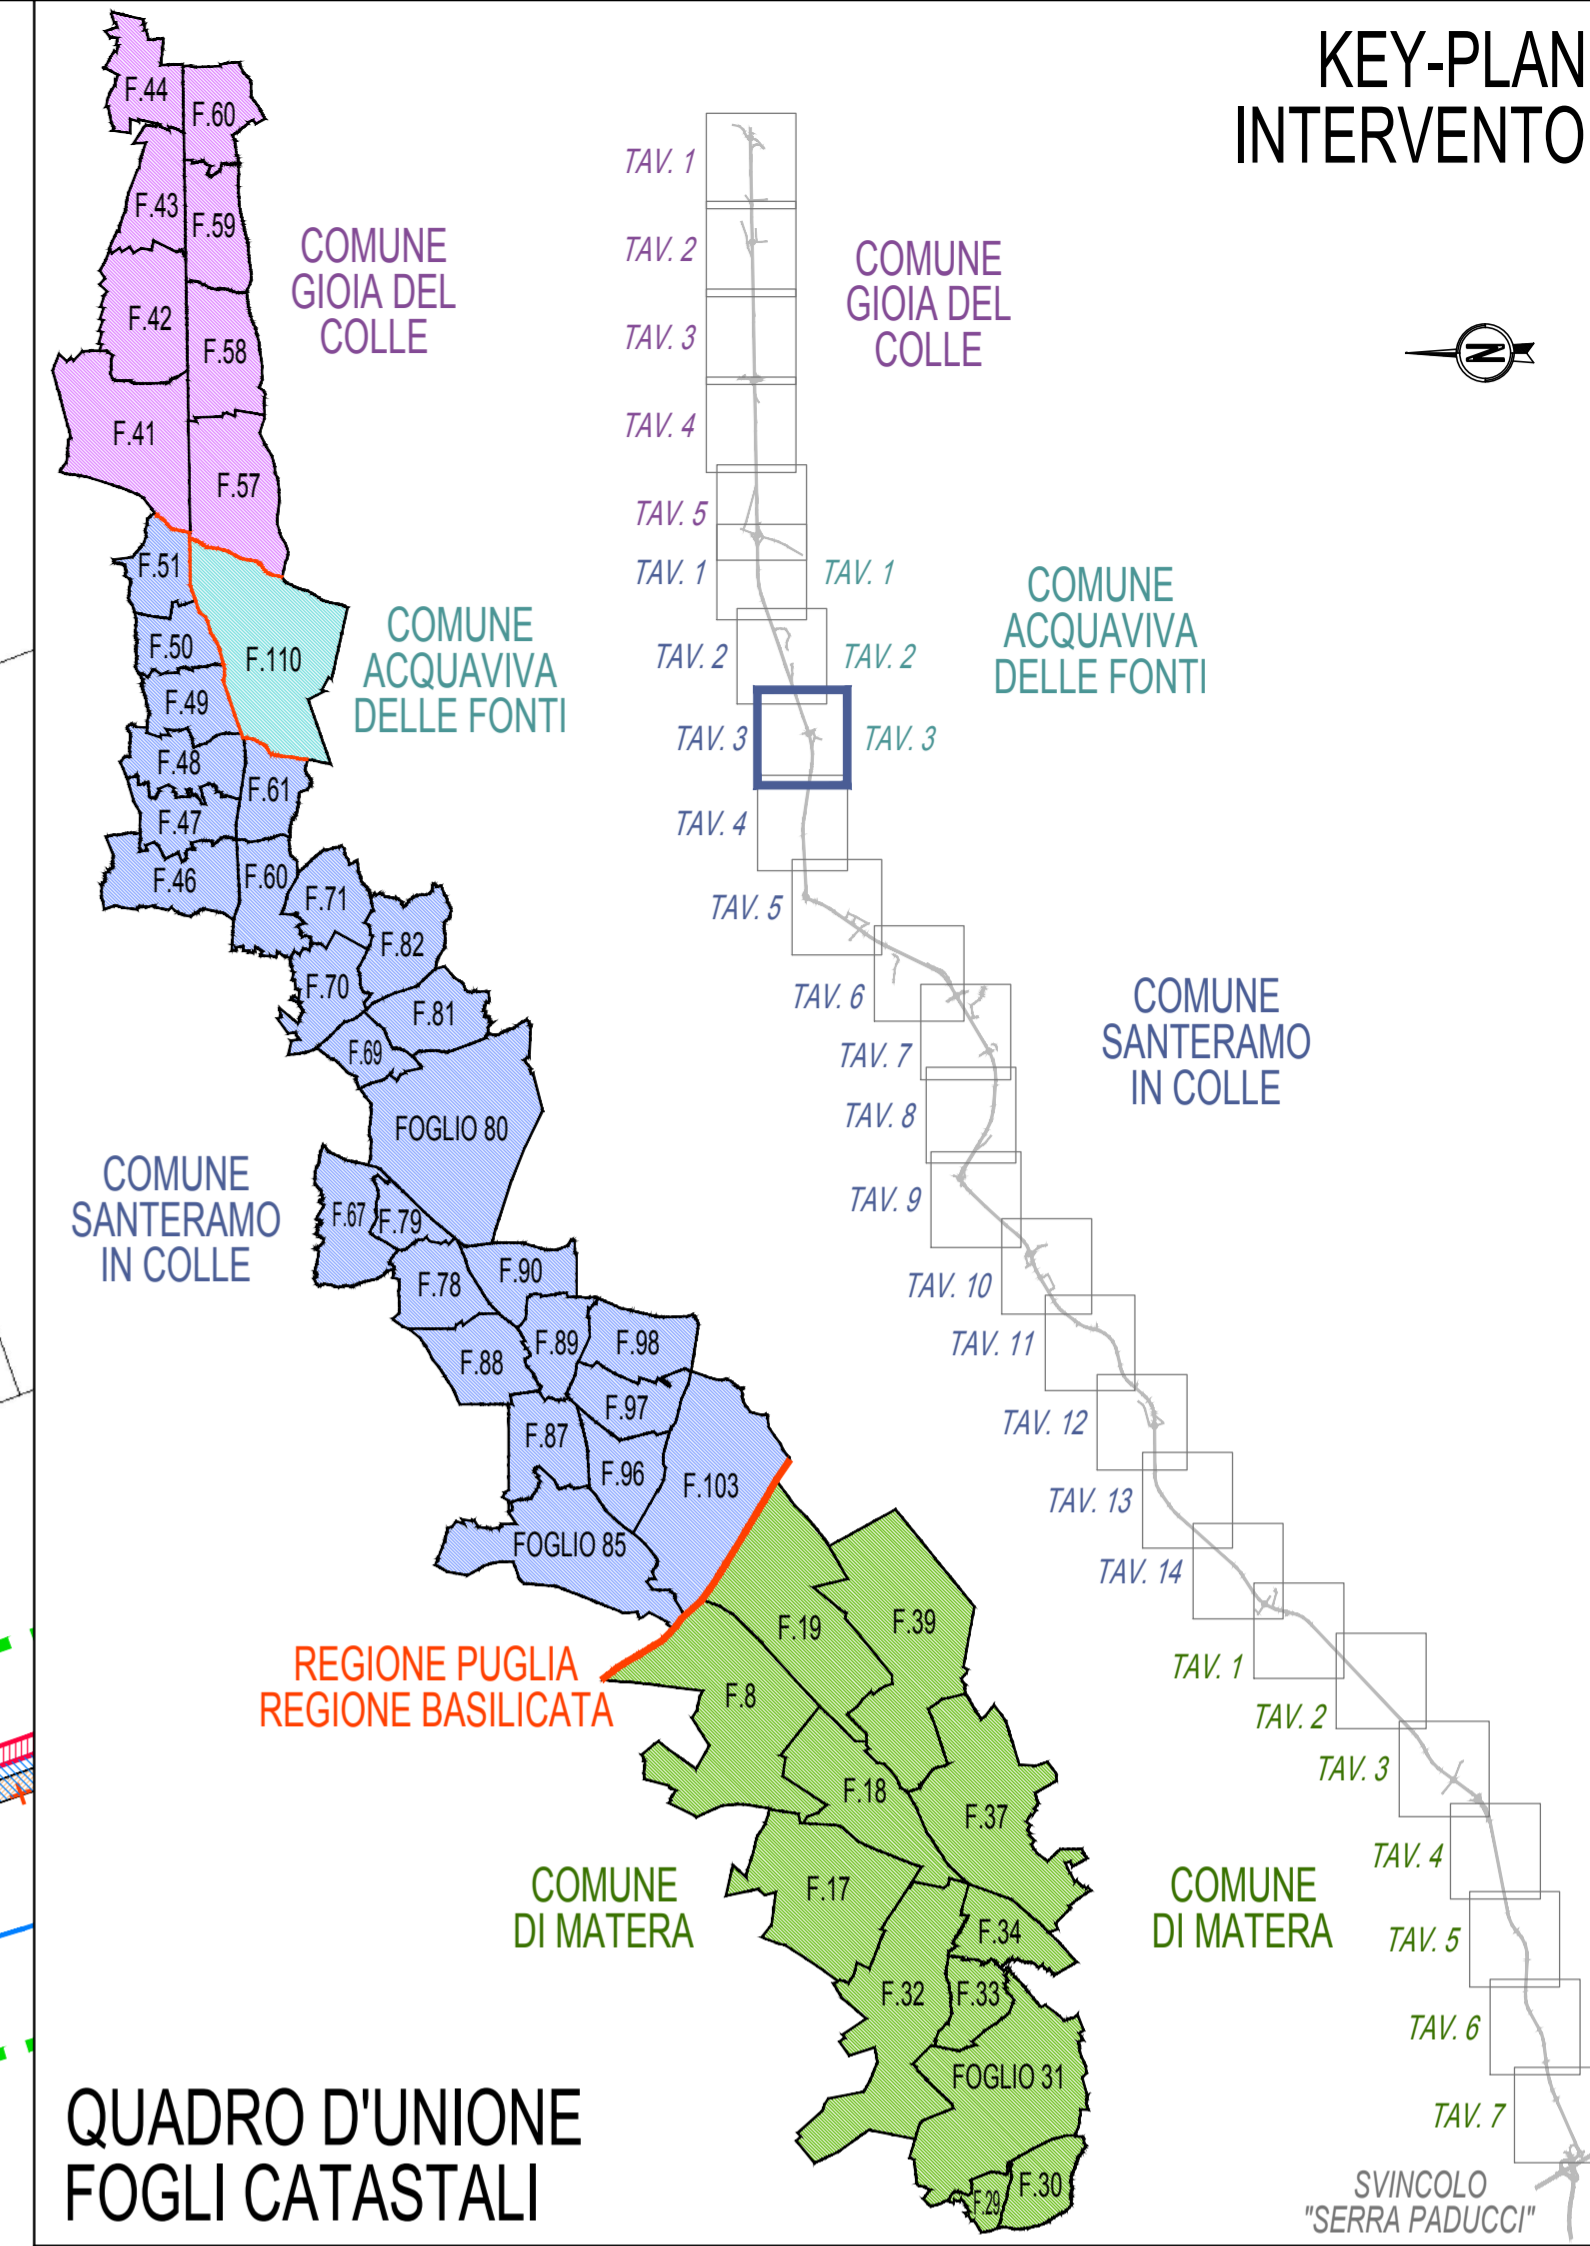 KEY-PLAN
INTERVENTO
F.44
F.60
F.43
F.59
F.42
F.58
F.41
F.57
COMUNE
GIOIA DEL
COLLE
F.51
F.50
F.110
F.49
F.48
F.61
F.47
F.46
F.60
COMUNE
ACQUAVIVA
DELLE FONTI
F.71
F.82
F.70
F.81
F.69
FOGLIO 80
COMUNE
SANTERAMO
IN COLLE
F.67
F.79
F.78
F.90
F.89
F.98
F.88
F.97
F.87
F.96
F.103
FOGLIO 85
REGIONE PUGLIA
REGIONE BASILICATA
F.19
F.39
F.8
F.18
F.37
F.17
F.34
F.32
F.33
FOGLIO 31
F.30
F.29
COMUNE
DI MATERA
QUADRO D'UNIONE
FOGLI CATASTALI
TAV. 1
TAV. 2
TAV. 3
TAV. 4
TAV. 5
COMUNE
GIOIA DEL
COLLE
N
TAV. 1
TAV. 1
TAV. 2
TAV. 2
TAV. 3
TAV. 3
COMUNE
ACQUAVIVA
DELLE FONTI
TAV. 4
TAV. 5
TAV. 6
TAV. 7
TAV. 8
TAV. 9
TAV. 10
TAV. 11
TAV. 12
TAV. 13
TAV. 14
COMUNE
SANTERAMO
IN COLLE
TAV. 1
TAV. 2
TAV. 3
TAV. 4
TAV. 5
TAV. 6
TAV. 7
COMUNE
DI MATERA
SVINCOLO
"SERRA PADUCCI"